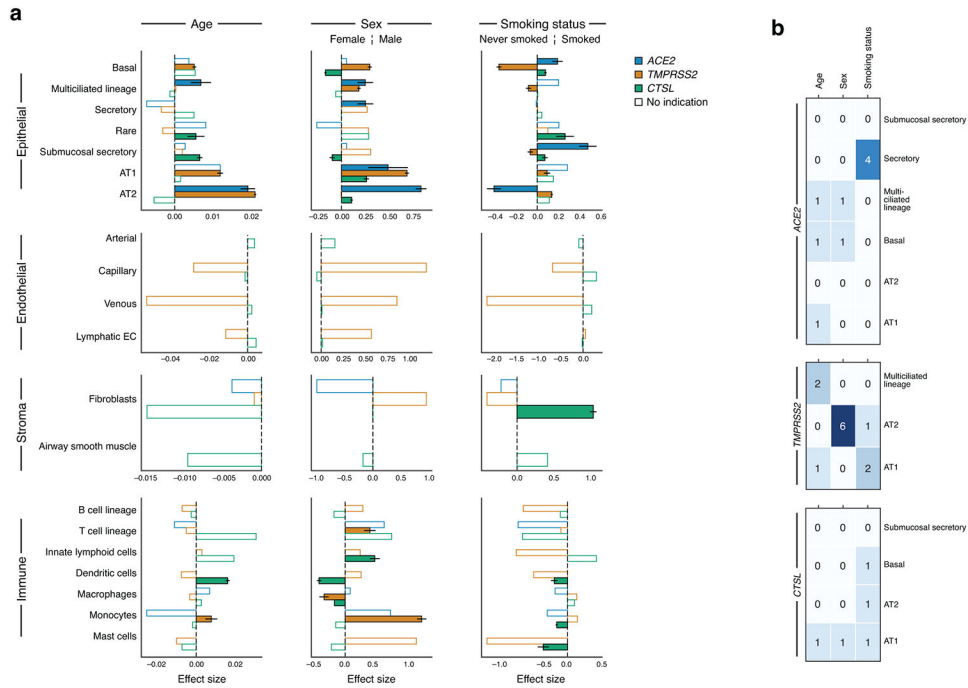 a
Age
Sex
Smoking status
Female Male
Never smoked Smoked
ACE2
TMPRSS2
CTSL
No indication
Epithelial
Basal
Multiciliated lineage
Secretory
Rare
Submucosal secretory
AT1
AT2
0.00 0.01 0.02
−0.25 0.00 0.25 0.50 0.75
−0.4 −0.2 0.0 0.2 0.4 0.6
Endothelial
Arterial
Capillary
Venous
Lymphatic EC
−0.04 −0.02 0.00
0.00 0.25 0.50 0.75 1.00
−2.0 −1.5 −1.0 −0.5 0.0
Stroma
Fibroblasts
Airway smooth muscle
−0.015 −0.010 −0.005 0.000
−1.0 −0.5 0.0 0.5 1.0
−0.5 0.0 0.5 1.0
Immune
B cell lineage
T cell lineage
Innate lymphoid cells
Dendritic cells
Macrophages
Monocytes
Mast cells
−0.02 0.00 0.02
−0.5 0.0 0.5 1.0
−1.0 −0.5 0.0 0.5
Effect size
Effect size
Effect size
b
Age
Sex
Smoking status
ACE2
0 0 0 Submucosal secretory
0 0 4 Secretory
1 1 0 Multi-
ciliated
lineage
1 1 0 Basal
0 0 0 AT2
1 0 0 AT1
TMPRSS2
2 0 0 Multiciliated
lineage
0 6 1 AT2
1 0 2 AT1
CTSL
0 0 0 Submucosal secretory
0 0 1 Basal
0 0 1 AT2
1 1 1 AT1